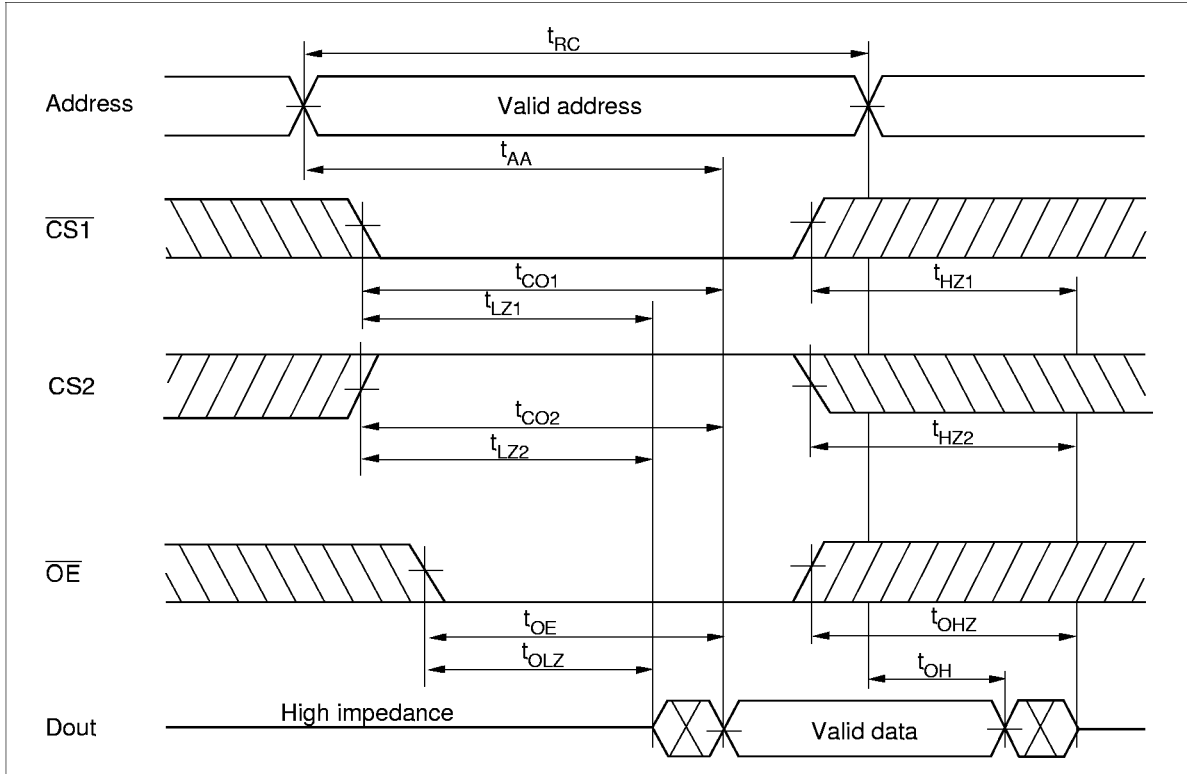 tRC
Address
Valid address
tAA
CS1
tCO1
tHZ1
tLZ1
CS2
tCO2
tHZ2
tLZ2
OE
tOE
tOHZ
tOLZ
tOH
High impedance
Dout
Valid data